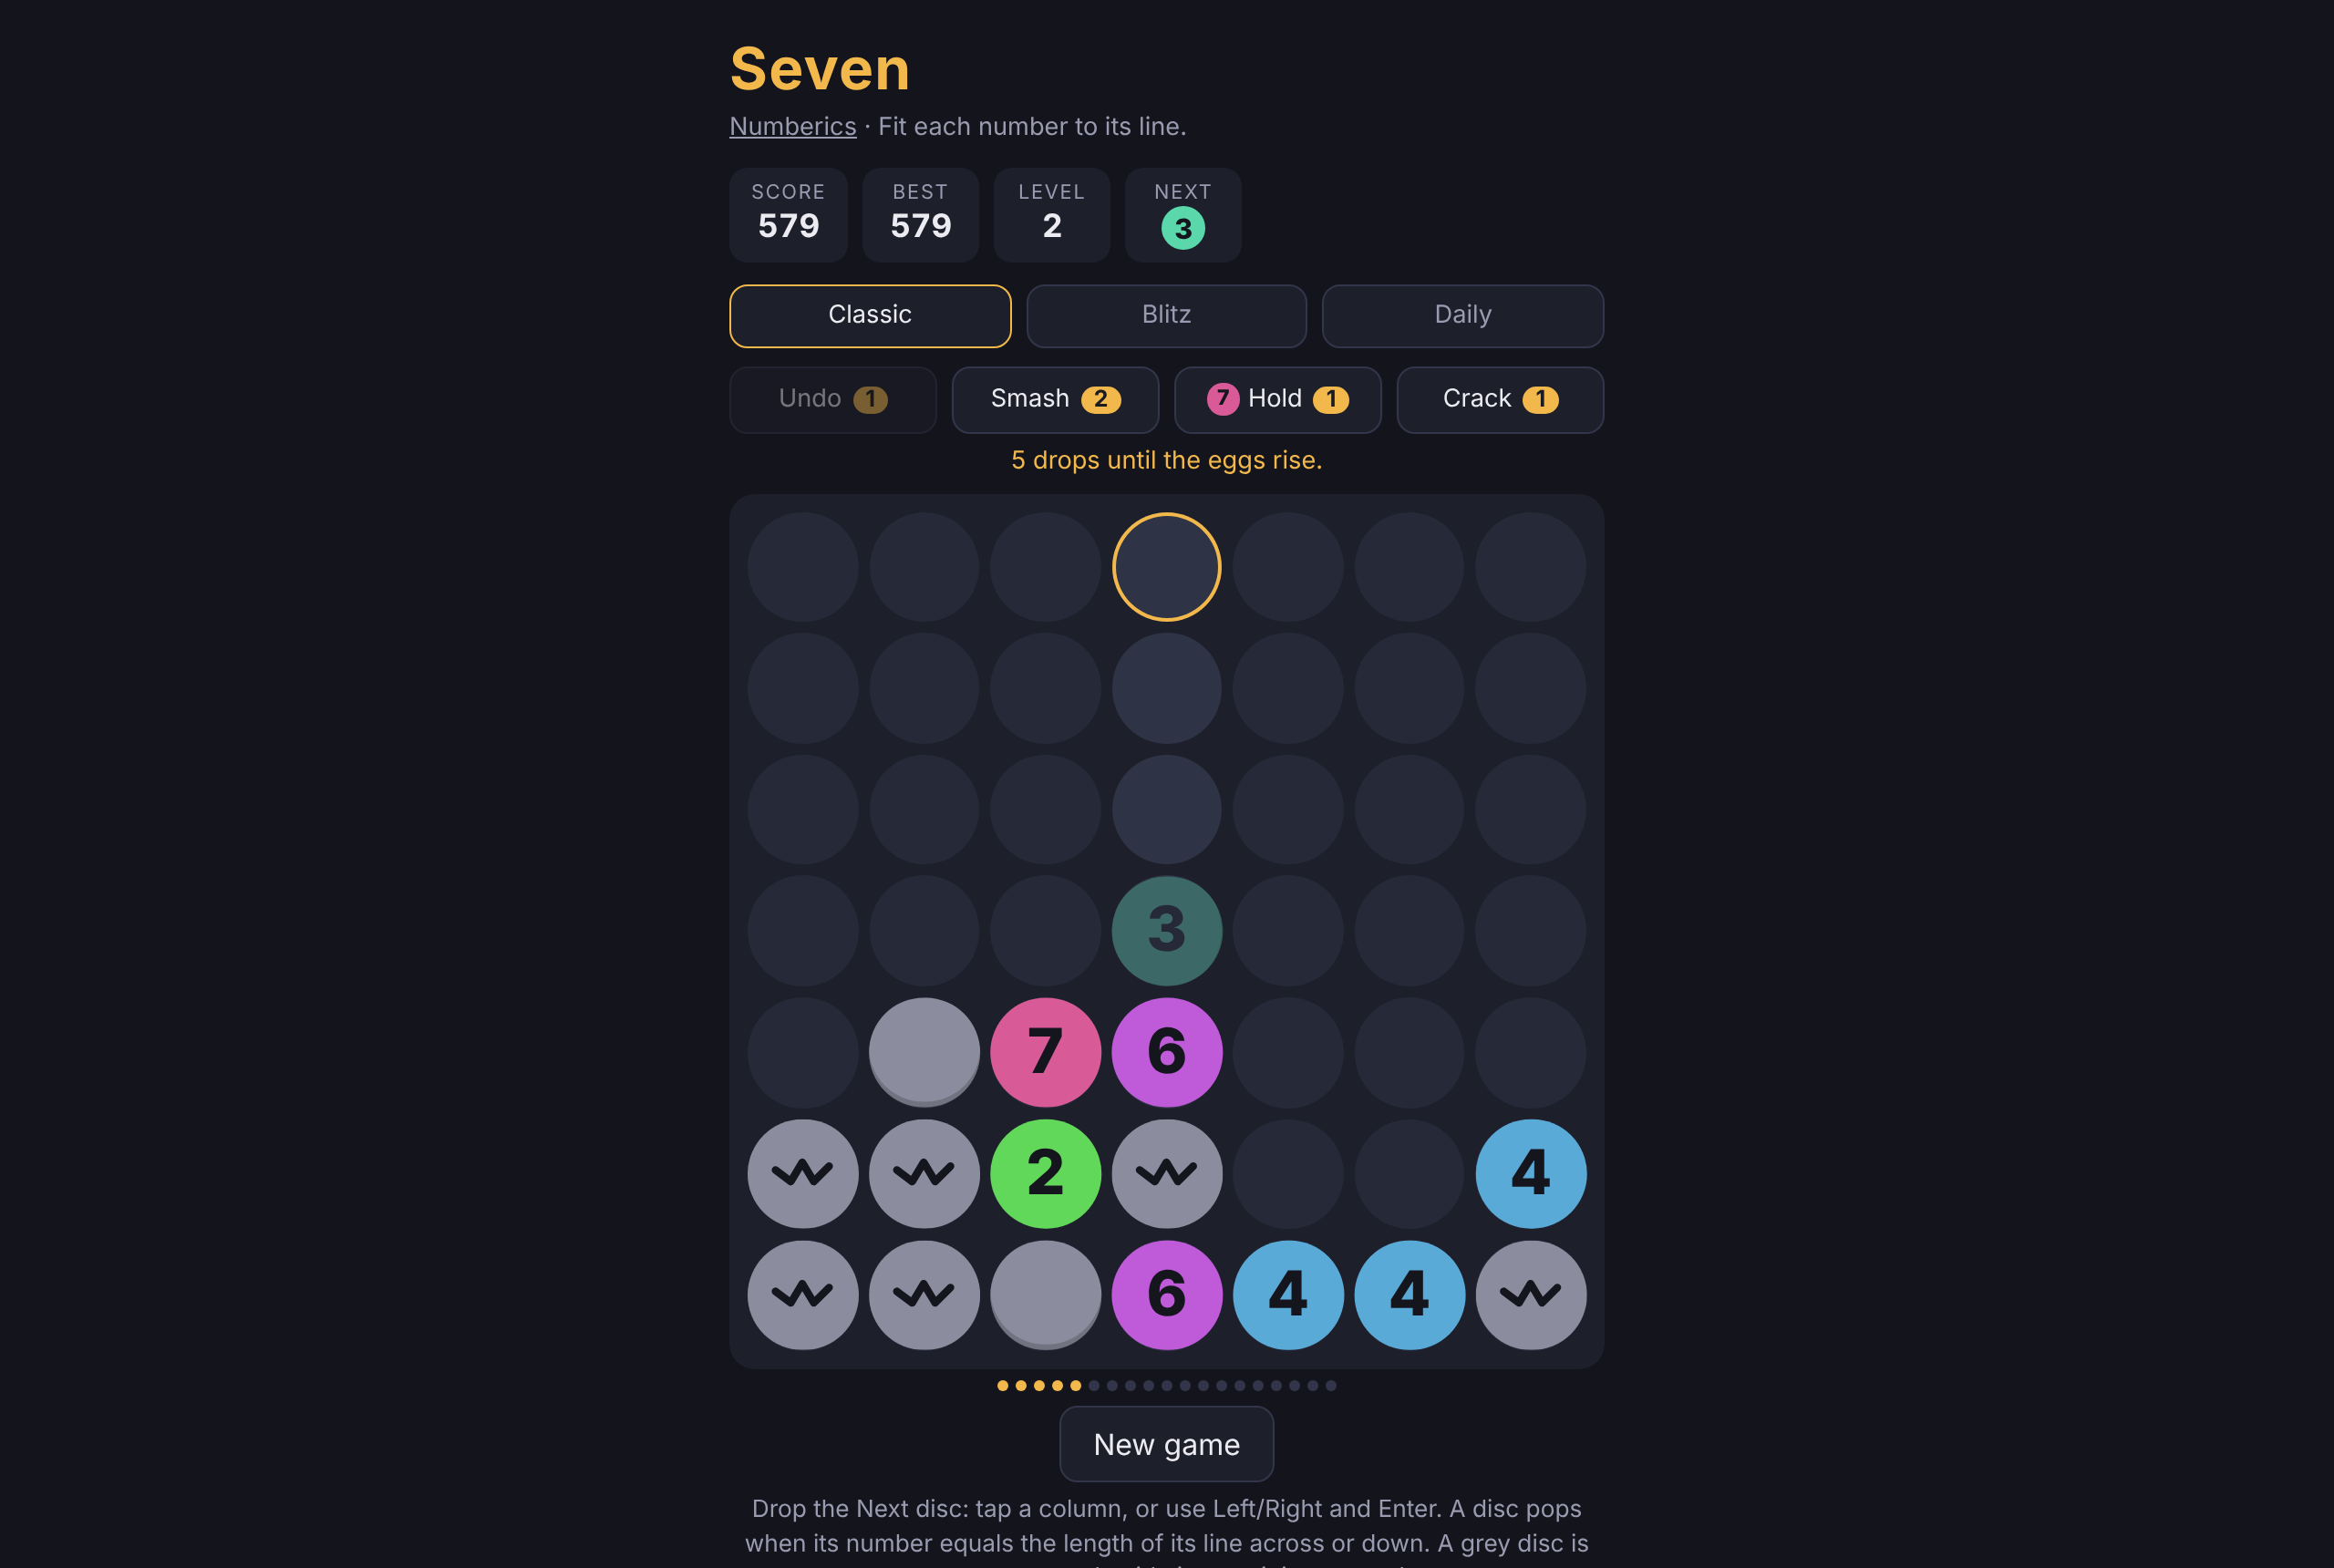 Seven
Numberics · Fit each number to its line.
SCORE BEST LEVEL NEXT
579 579 2 3
Classic Blitz Daily
Undo 1 Smash 2 7 Hold 1 Crack 1
5 drops until the eggs rise.
3
7 6
2 4
6 4 4
New game
Drop the Next disc: tap a column, or use Left/Right and Enter. A disc pops
when its number equals the length of its line across or down. A grey disc is